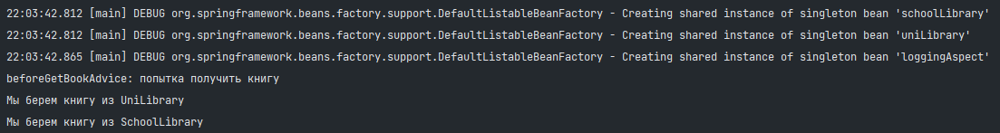 22:03:42.812 [main] DEBUG org.springframework.beans.factory.support.DefaultListableBeanFactory - Creating shared instance of singleton bean 'schoolLibrary'
22:03:42.812 [main] DEBUG org.springframework.beans.factory.support.DefaultListableBeanFactory - Creating shared instance of singleton bean 'uniLibrary'
22:03:42.865 [main] DEBUG org.springframework.beans.factory.support.DefaultListableBeanFactory - Creating shared instance of singleton bean 'loggingAspect'
beforeGetBookAdvice: попытка получить книгу
Мы берем книгу из UniLibrary
Мы берем книгу из SchoolLibrary